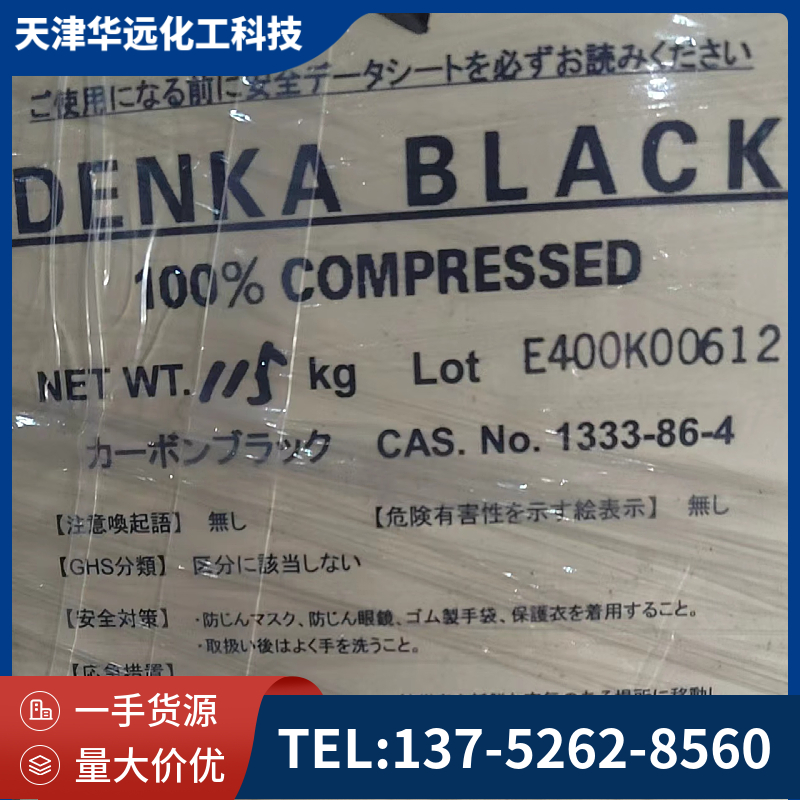 天津华远化工科技
ご使用になる前に安全データシートを必ずお読みください
DENKA BLACK
100% COMPRESSED
NET WT. 115 kg Lot E400K00612
カーボンブラック CAS. No. 1333-86-4
【注意喚起語】 無し 【危険有害性を示す絵表示】 無し
【GHS分類】 区分に該当しない
【安全対策】 ・防じんマスク、防じん眼鏡、ゴム製手袋、保護衣を着用すること。
・取扱い後はよく手を洗うこと。
【応急措置】
一手货源
量大价优
TEL:137-5262-8560